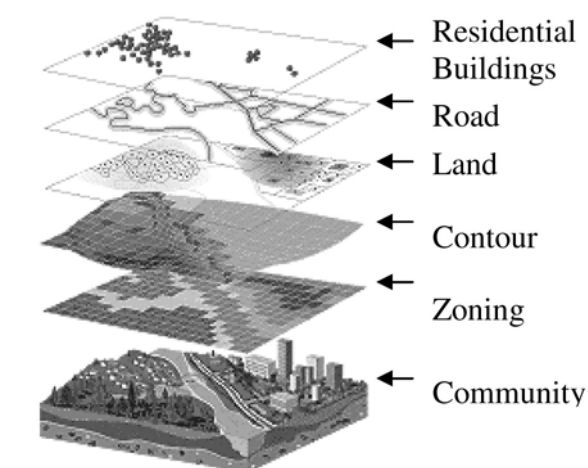 Residential
Buildings
Road
Land
Contour
Zoning
Community